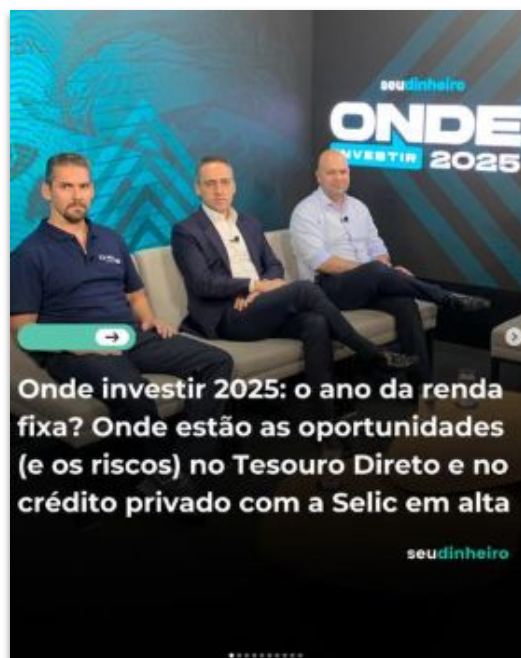 seudinheiro
ONDE
INVESTIR 2025
Onde investir 2025: o ano da renda
fixa? Onde estão as oportunidades
(e os riscos) no Tesouro Direto e no
crédito privado com a Selic em alta
seudinheiro